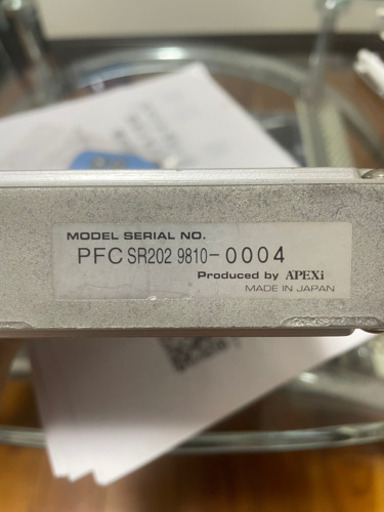 MODEL SERIAL NO.
PFC SR202 9810-0004
Produced by APEXi
MADE IN JAPAN